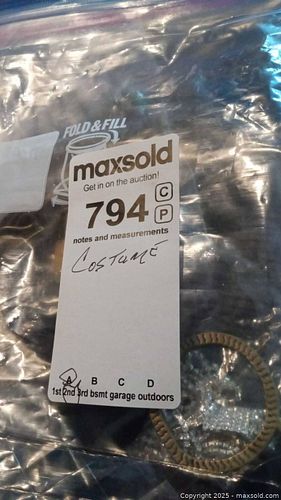 FOLD & FILL
maxsold
Get in on the auction!
794 C
P
notes and measurements
COSTUME
A B C D
1st 2nd 3rd bsmt garage outdoors
Copyright 2025 - maxsold.com